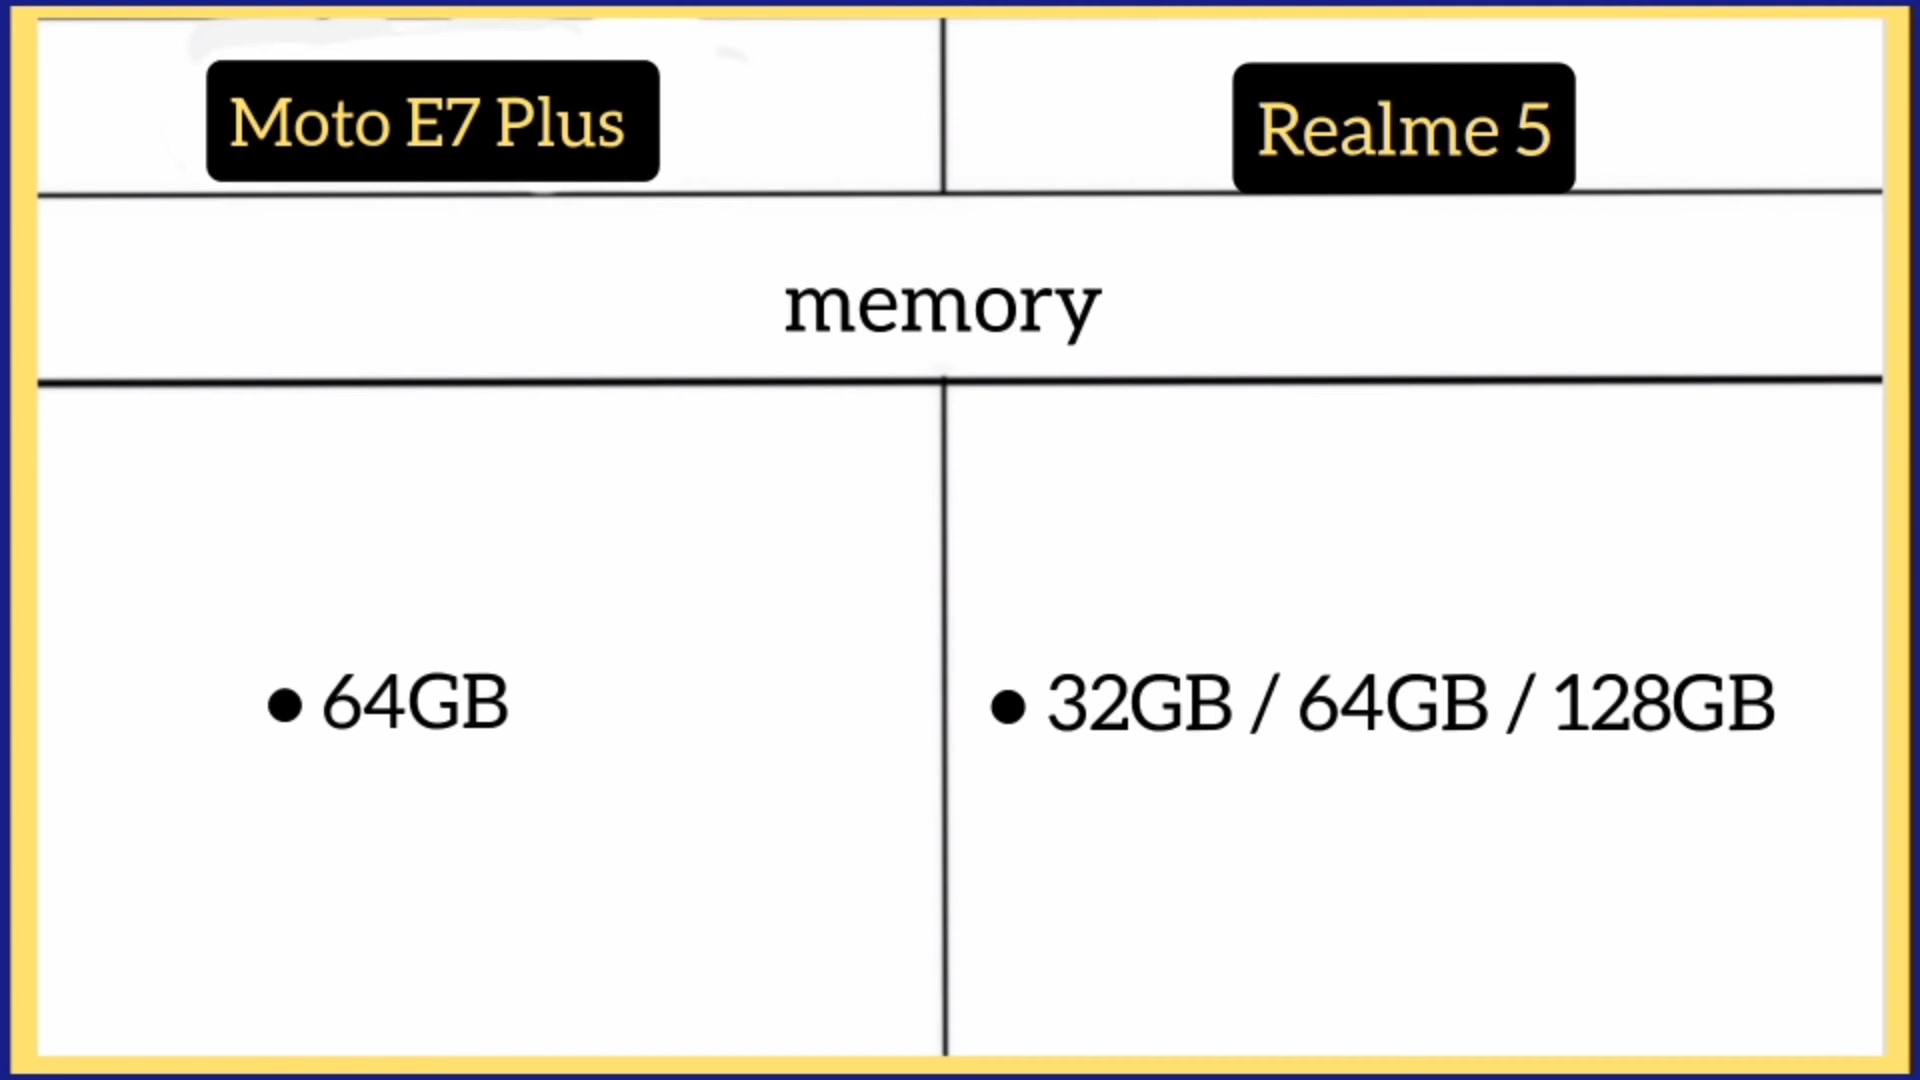 Moto E7 Plus
Realme 5
memory
● 64GB
● 32GB / 64GB / 128GB